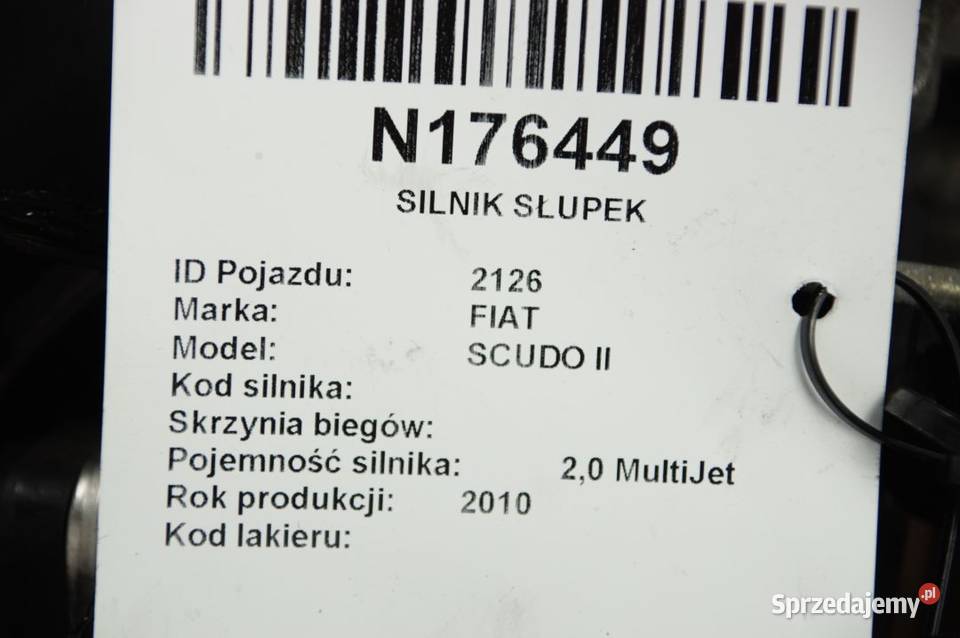 N176449
SILNIK SŁUPEK
ID Pojazdu: 2126
Marka: FIAT
Model: SCUDO II
Kod silnika:
Skrzynia biegów:
Pojemność silnika: 2,0 MultiJet
Rok produkcji: 2010
Kod lakieru:
Sprzedajemy.pl